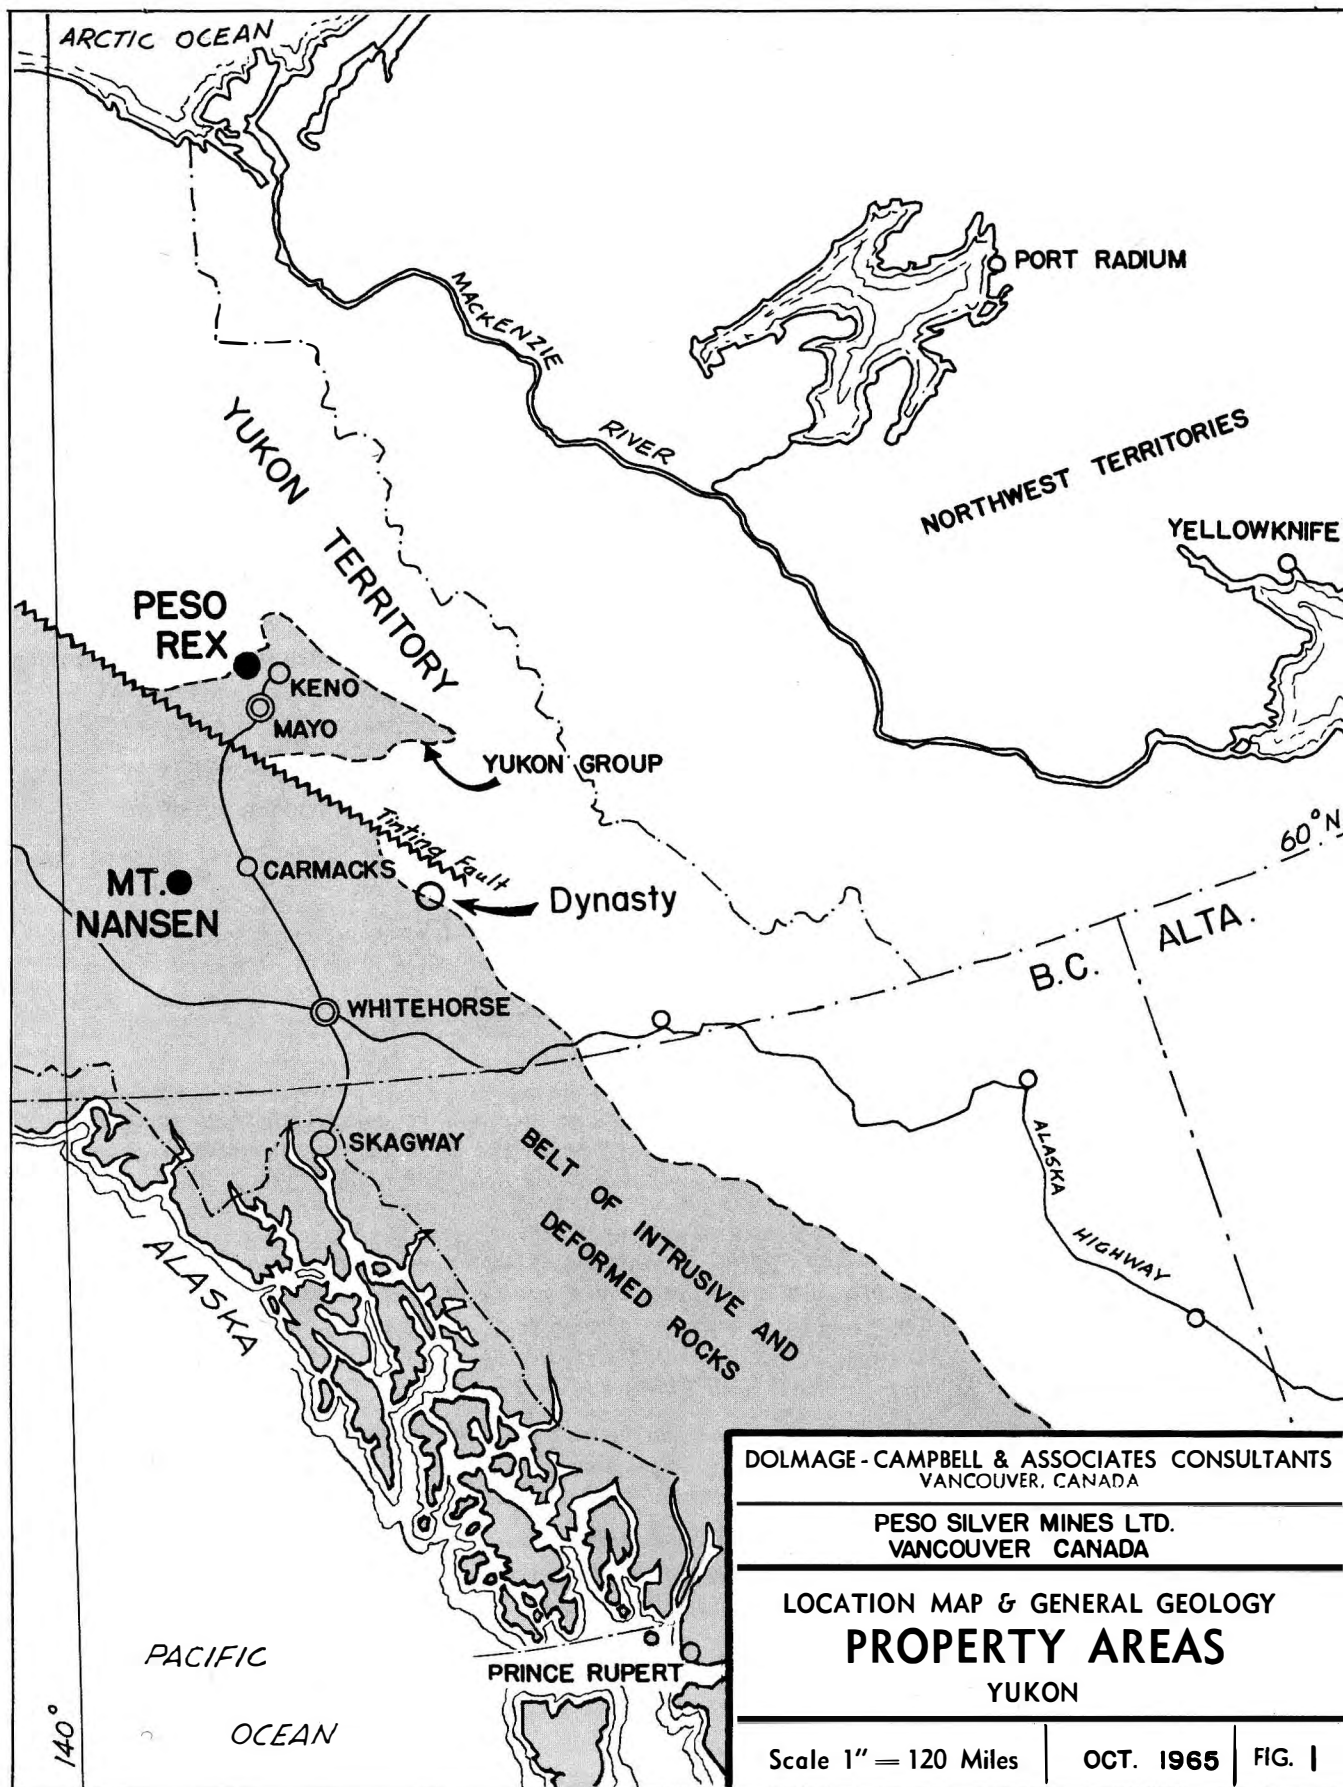 ARCTIC OCEAN
PORT RADIUM
MACKENZIE
RIVER
YUKON
TERRITORY
NORTHWEST TERRITORIES
YELLOWKNIFE
PESO
REX
KENO
MAYO
YUKON GROUP
Tinting Fault
60°N
CARMACKS
MT.
NANSEN
Dynasty
B.C.
ALTA.
WHITEHORSE
SKAGWAY
BELT OF INTRUSIVE AND
DEFORMED ROCKS
ALASKA
HIGHWAY
ALASKA
PACIFIC
OCEAN
PRINCE RUPERT
140°
DOLMAGE-CAMPBELL & ASSOCIATES CONSULTANTS
VANCOUVER, CANADA
PESO SILVER MINES LTD.
VANCOUVER CANADA
LOCATION MAP & GENERAL GEOLOGY
PROPERTY AREAS
YUKON
Scale 1" = 120 Miles
OCT. 1965
FIG. 1